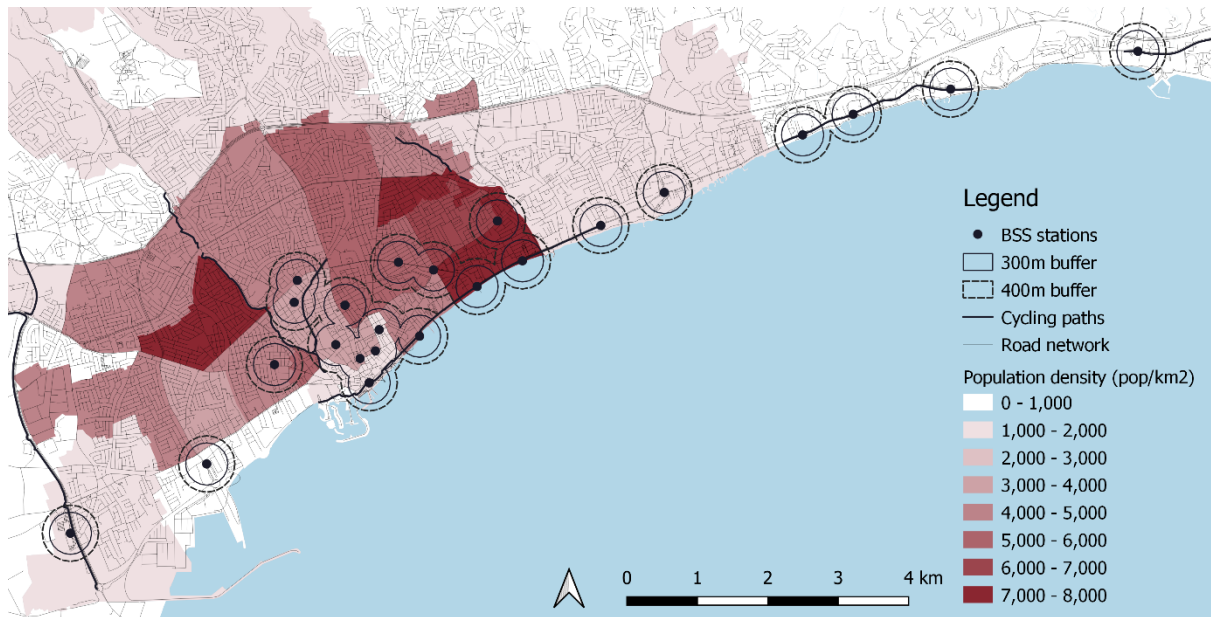 Legend
BSS stations
300m buffer
400m buffer
Cycling paths
Road network
Population density (pop/km2)
0 - 1,000
1,000 - 2,000
2,000 - 3,000
3,000 - 4,000
4,000 - 5,000
5,000 - 6,000
6,000 - 7,000
7,000 - 8,000
0 1 2 3 4 km